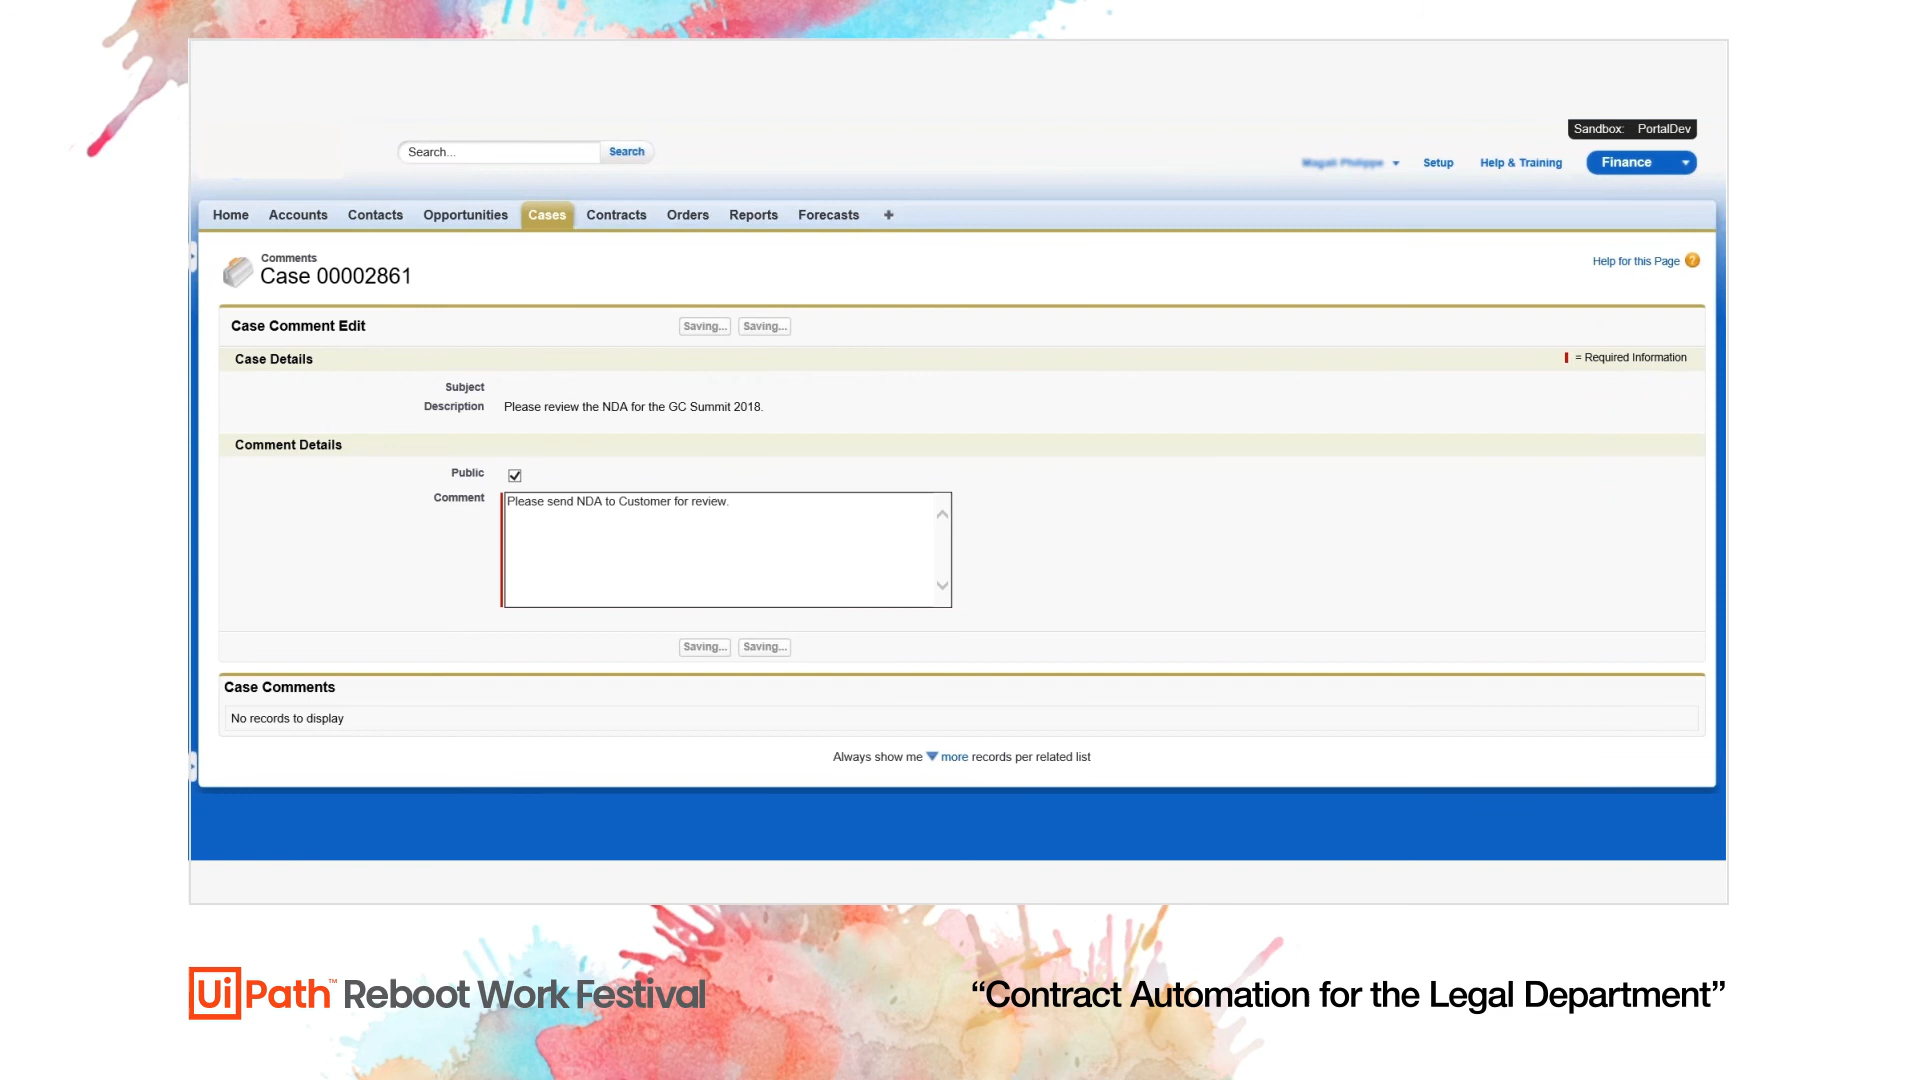 Sandbox: PortalDev
Search...
Search
Setup
Help & Training
Finance
Home
Accounts
Contacts
Opportunities
Cases
Contracts
Orders
Reports
Forecasts
+
Comments
Case 00002861
Help for this Page
?
Case Comment Edit
Saving...
Saving...
Case Details
= Required Information
Subject
Description
Please review the NDA for the GC Summit 2018.
Comment Details
Public
Comment
Please send NDA to Customer for review.
Saving...
Saving...
Case Comments
No records to display
Always show me more records per related list
UiPath™ Reboot Work Festival
“Contract Automation for the Legal Department”